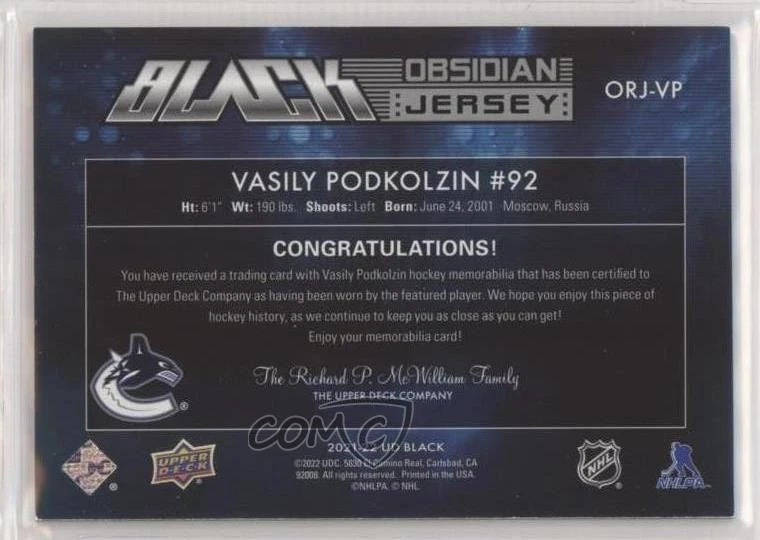 BLACK OBSIDIAN
JERSEY
ORJ-VP
VASILY PODKOLZIN #92
Ht: 6'1" Wt: 190 lbs. Shoots: Left Born: June 24, 2001 Moscow, Russia
CONGRATULATIONS!
You have received a trading card with Vasily Podkolzin hockey memorabilia that has been certified to
The Upper Deck Company as having been worn by the featured player. We hope you enjoy this piece of
hockey history, as we continue to keep you as close as you can get!
Enjoy your memorabilia card!
The Richard P. McWilliam Family
THE UPPER DECK COMPANY
COMC
2021-22 UD BLACK
©2022 UDC. 5830 El Camino Real, Carlsbad, CA
92008. All rights reserved. Printed in the USA.
©NHLPA. © NHL.
®
®
UPPER
DECK
®
NHL
®
NHLPA